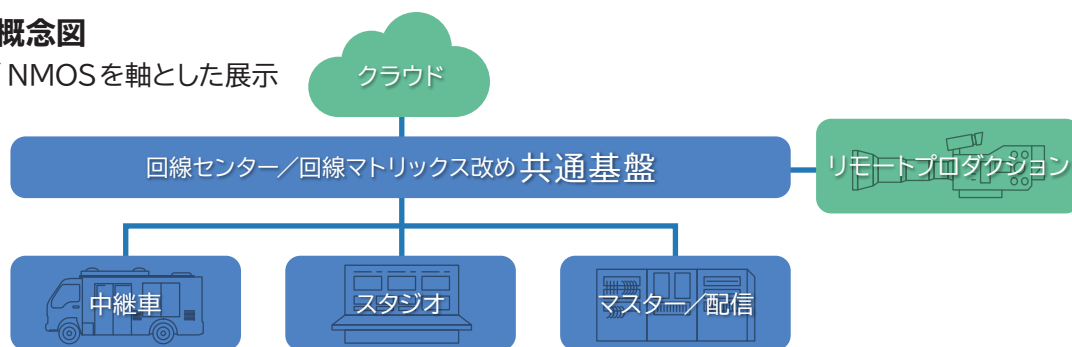 概念図
NMOSを軸とした展示
クラウド
回線センター／回線マトリックス改め共通基盤
リモートプロダクション
中継車
スタジオ
マスター／配信